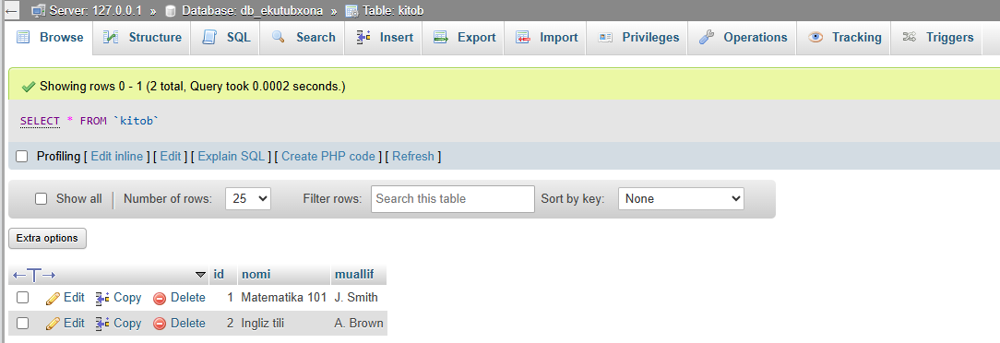 Server: 127.0.0.1 » Database: db_ekutubxona » Table: kitob
Browse Structure SQL Search Insert Export Import Privileges Operations Tracking Triggers
Showing rows 0 - 1 (2 total, Query took 0.0002 seconds.)
SELECT * FROM `kitob`
Profiling [ Edit inline ] [ Edit ] [ Explain SQL ] [ Create PHP code ] [ Refresh ]
Show all | Number of rows: 25 Filter rows: Search this table Sort by key: None
Extra options
←T→ id nomi muallif
Edit Copy Delete 1 Matematika 101 J. Smith
Edit Copy Delete 2 Ingliz tili A. Brown